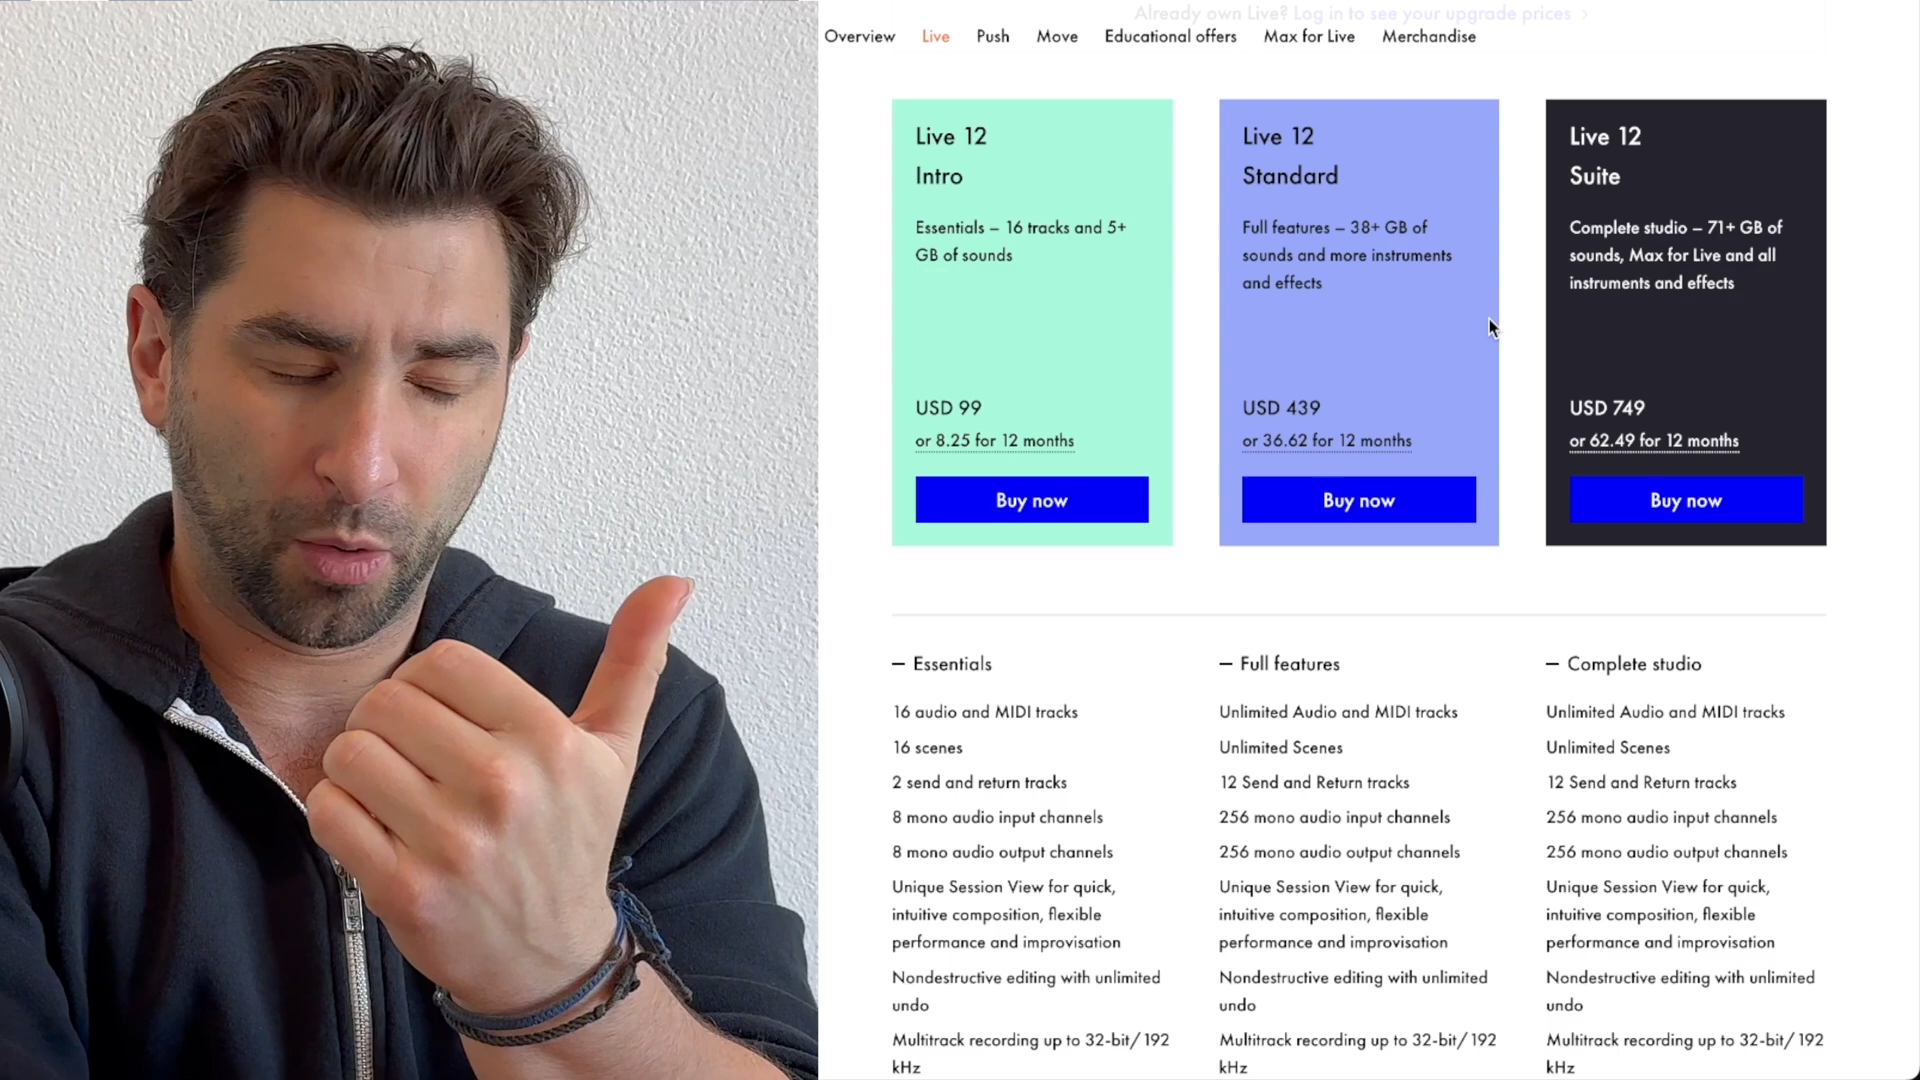 Already own Live? Log in to see your upgrade prices >
Overview Live Push Move Educational offers Max for Live Merchandise
Live 12
Intro
Essentials – 16 tracks and 5+
GB of sounds
USD 99
or 8.25 for 12 months
Buy now
Live 12
Standard
Full features – 38+ GB of
sounds and more instruments
and effects
USD 439
or 36.62 for 12 months
Buy now
Live 12
Suite
Complete studio – 71+ GB of
sounds, Max for Live and all
instruments and effects
USD 749
or 62.49 for 12 months
Buy now
– Essentials
16 audio and MIDI tracks
16 scenes
2 send and return tracks
8 mono audio input channels
8 mono audio output channels
Unique Session View for quick,
intuitive composition, flexible
performance and improvisation
Nondestructive editing with unlimited
undo
Multitrack recording up to 32-bit/192
kHz
– Full features
Unlimited Audio and MIDI tracks
Unlimited Scenes
12 Send and Return tracks
256 mono audio input channels
256 mono audio output channels
Unique Session View for quick,
intuitive composition, flexible
performance and improvisation
Nondestructive editing with unlimited
undo
Multitrack recording up to 32-bit/192
kHz
– Complete studio
Unlimited Audio and MIDI tracks
Unlimited Scenes
12 Send and Return tracks
256 mono audio input channels
256 mono audio output channels
Unique Session View for quick,
intuitive composition, flexible
performance and improvisation
Nondestructive editing with unlimited
undo
Multitrack recording up to 32-bit/192
kHz